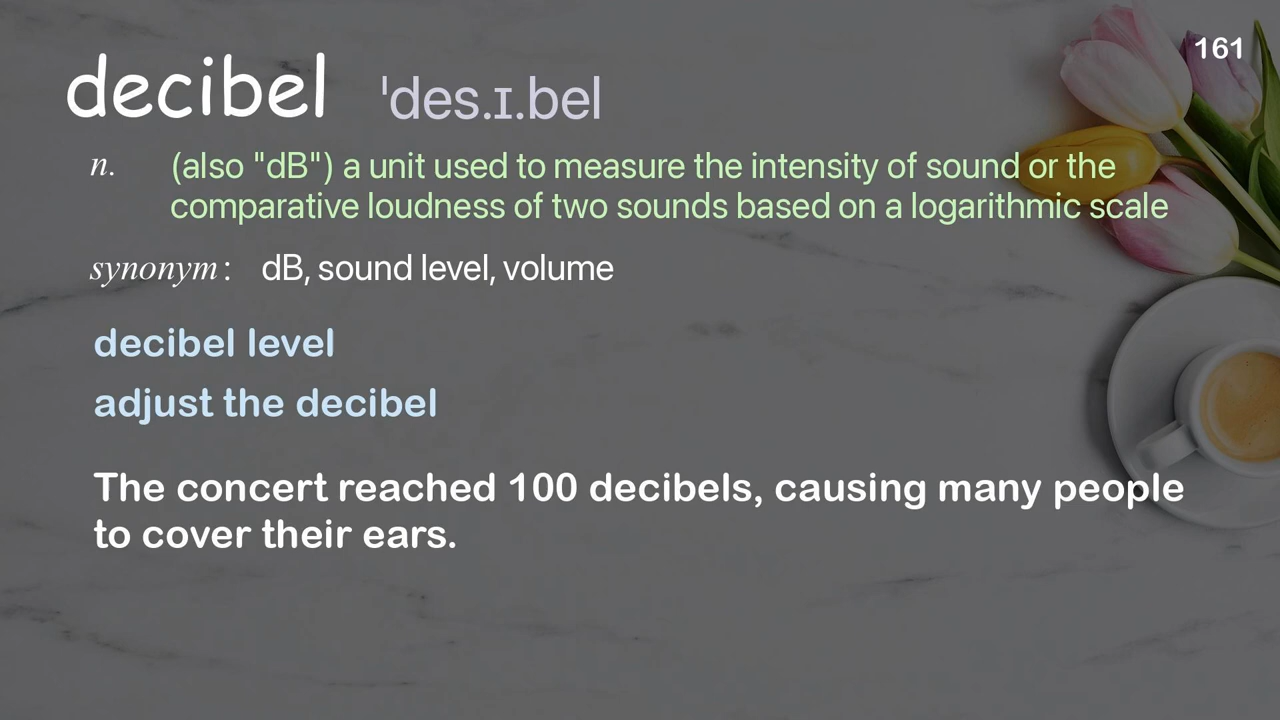 161
decibel ˈdes.ɪ.bel
n. (also "dB") a unit used to measure the intensity of sound or the
comparative loudness of two sounds based on a logarithmic scale
synonym: dB, sound level, volume
decibel level
adjust the decibel
The concert reached 100 decibels, causing many people
to cover their ears.